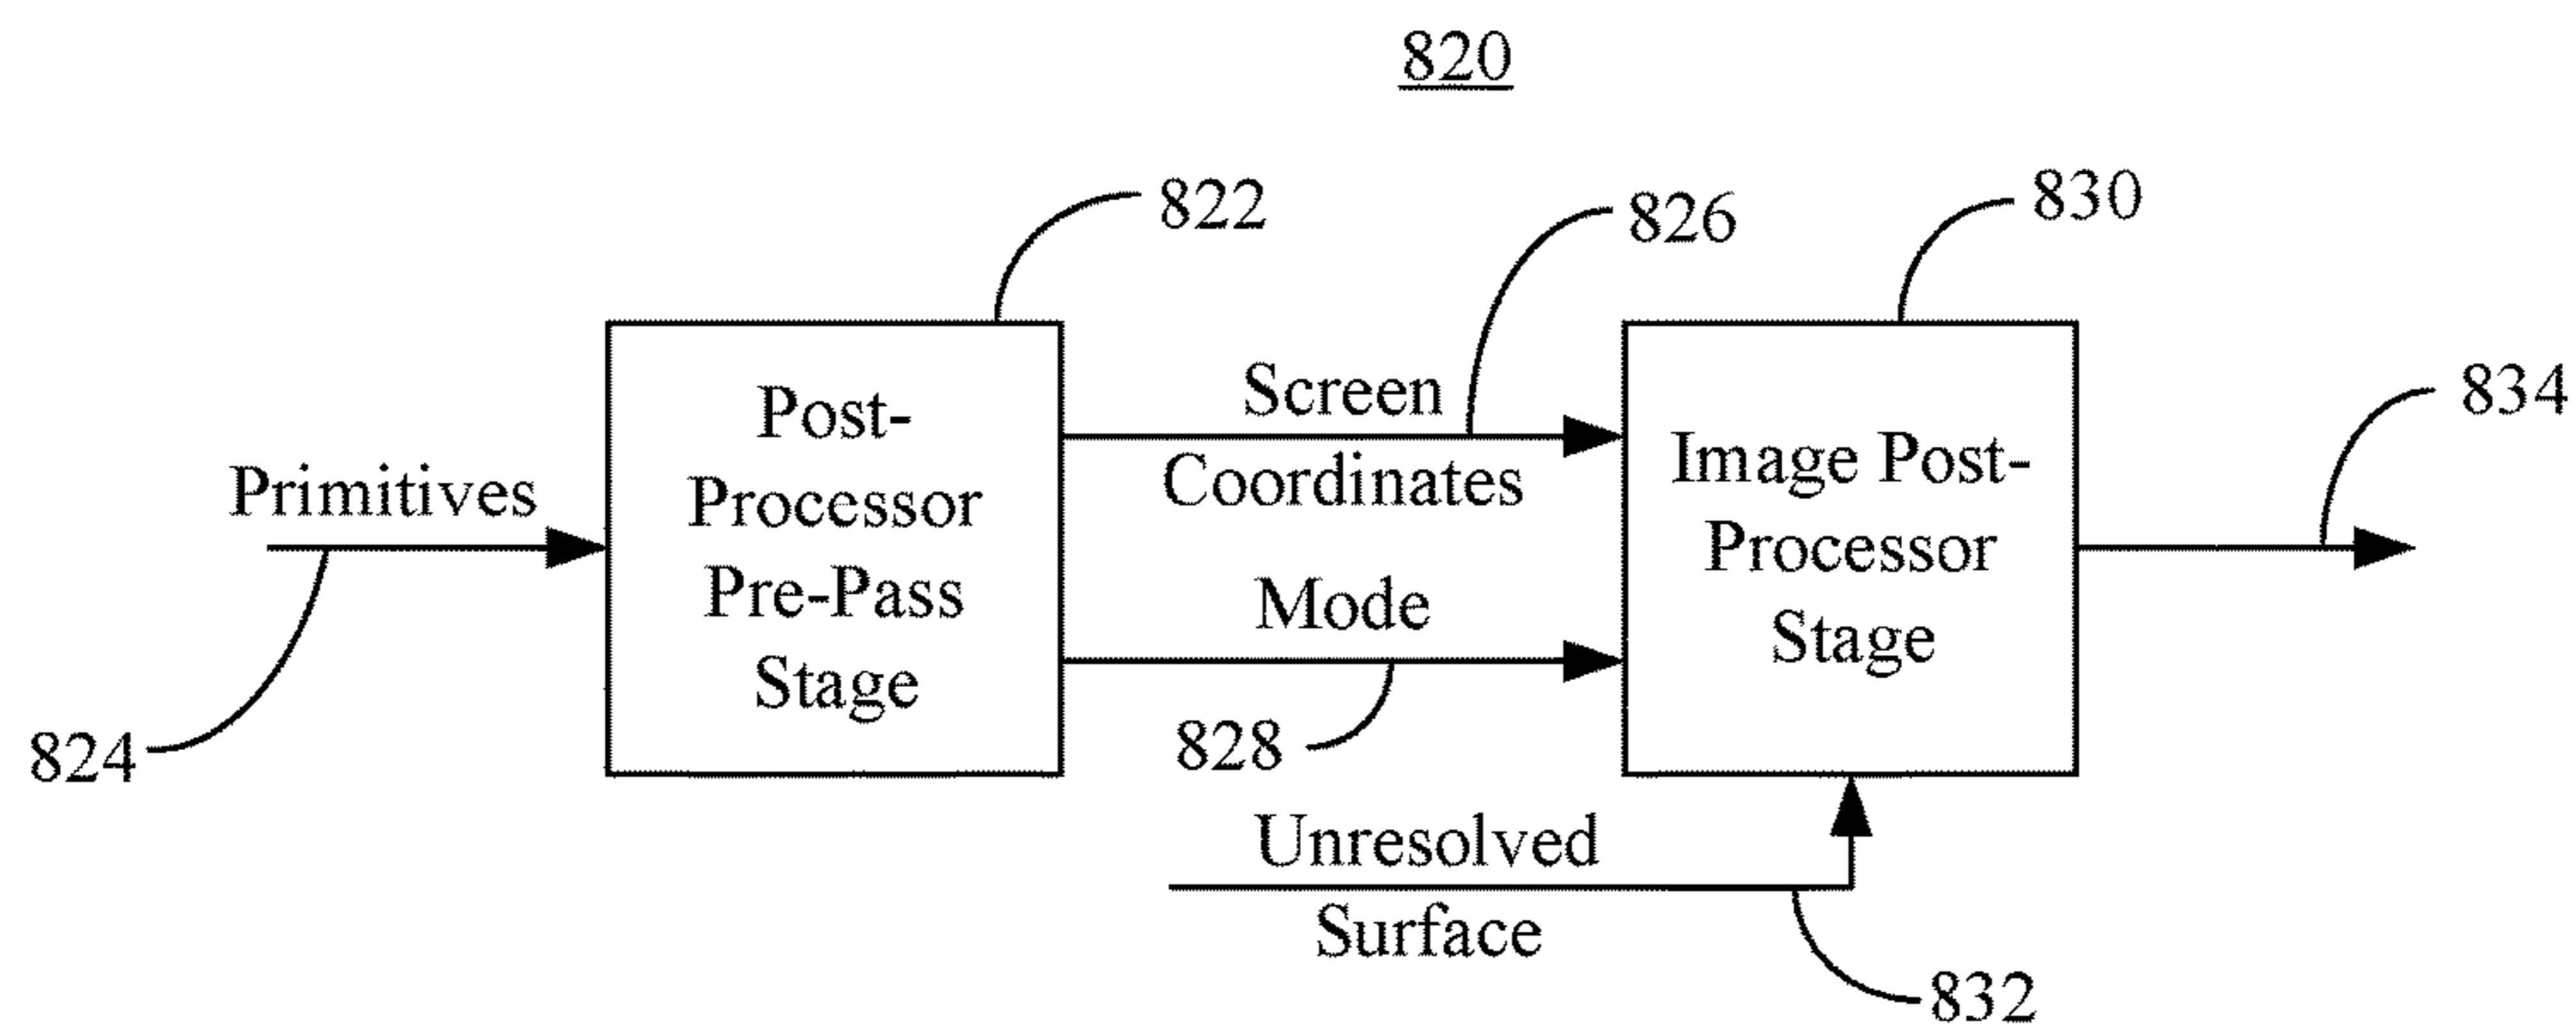 820
822
826
830
834
Primitives
824
Post-
Processor
Pre-Pass
Stage
Screen
Coordinates
Mode
828
Image Post-
Processor
Stage
Unresolved
Surface
832